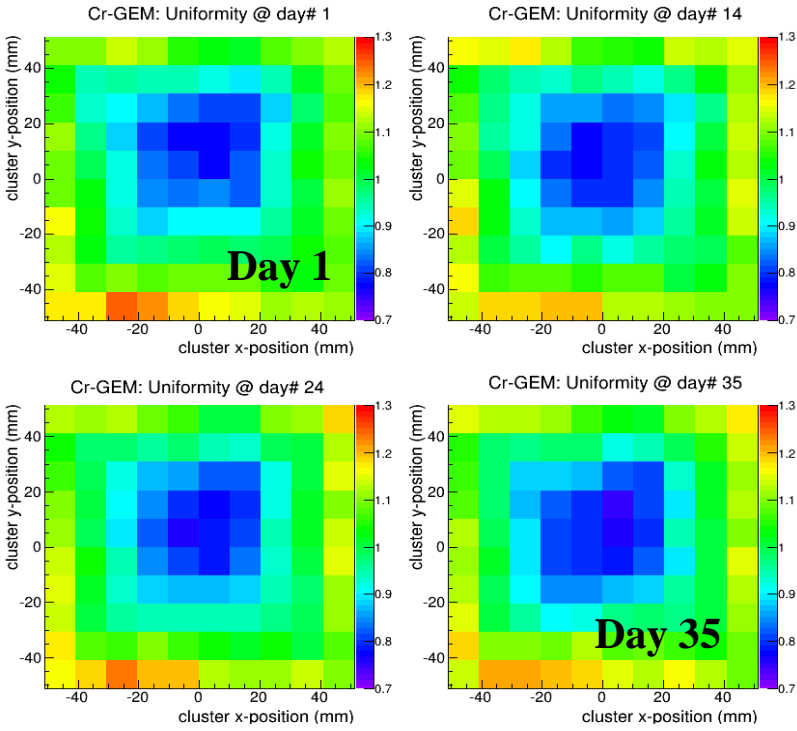 Cr-GEM: Uniformity @ day# 1
cluster y-position (mm)
40
20
0
-20
-40
-40 -20 0 20 40
cluster x-position (mm)
1.3
1.2
1.1
1
0.9
0.8
0.7
Day 1
Cr-GEM: Uniformity @ day# 14
cluster y-position (mm)
40
20
0
-20
-40
-40 -20 0 20 40
cluster x-position (mm)
1.3
1.2
1.1
1
0.9
0.8
0.7
Cr-GEM: Uniformity @ day# 24
cluster y-position (mm)
40
20
0
-20
-40
-40 -20 0 20 40
cluster x-position (mm)
1.3
1.2
1.1
1
0.9
0.8
0.7
Cr-GEM: Uniformity @ day# 35
cluster y-position (mm)
40
20
0
-20
-40
-40 -20 0 20 40
cluster x-position (mm)
1.3
1.2
1.1
1
0.9
0.8
0.7
Day 35